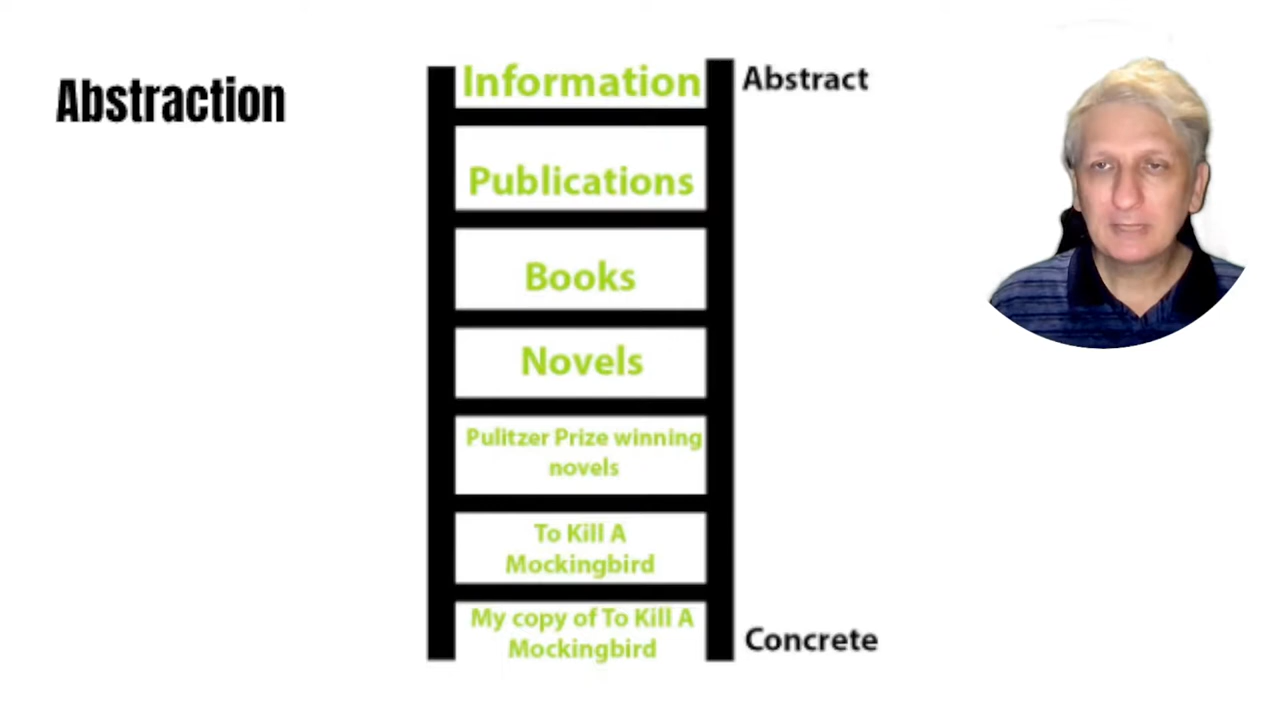 Abstraction
Information
Abstract
Publications
Books
Novels
Pulitzer Prize winning
novels
To Kill A
Mockingbird
My copy of To Kill A
Mockingbird
Concrete